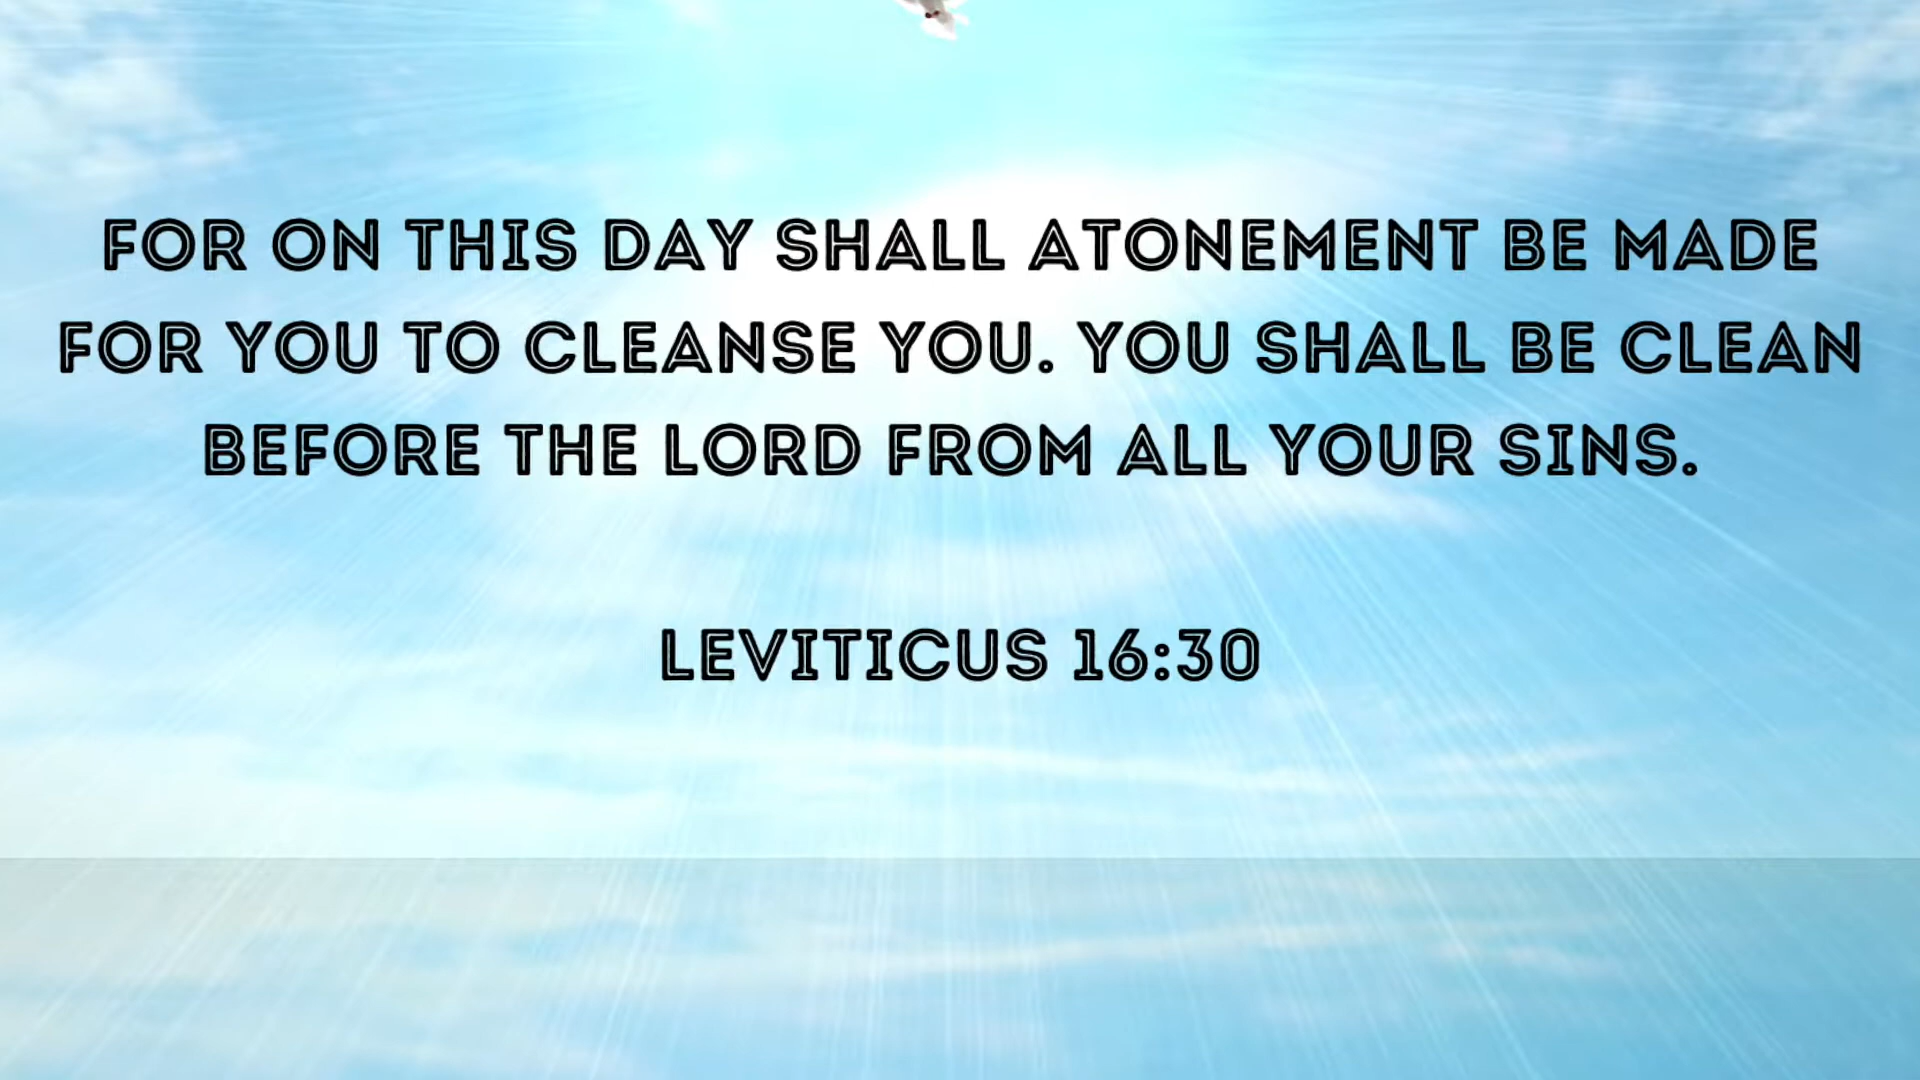 FOR ON THIS DAY SHALL ATONEMENT BE MADE
FOR YOU TO CLEANSE YOU. YOU SHALL BE CLEAN
BEFORE THE LORD FROM ALL YOUR SINS.
LEVITICUS 16:30